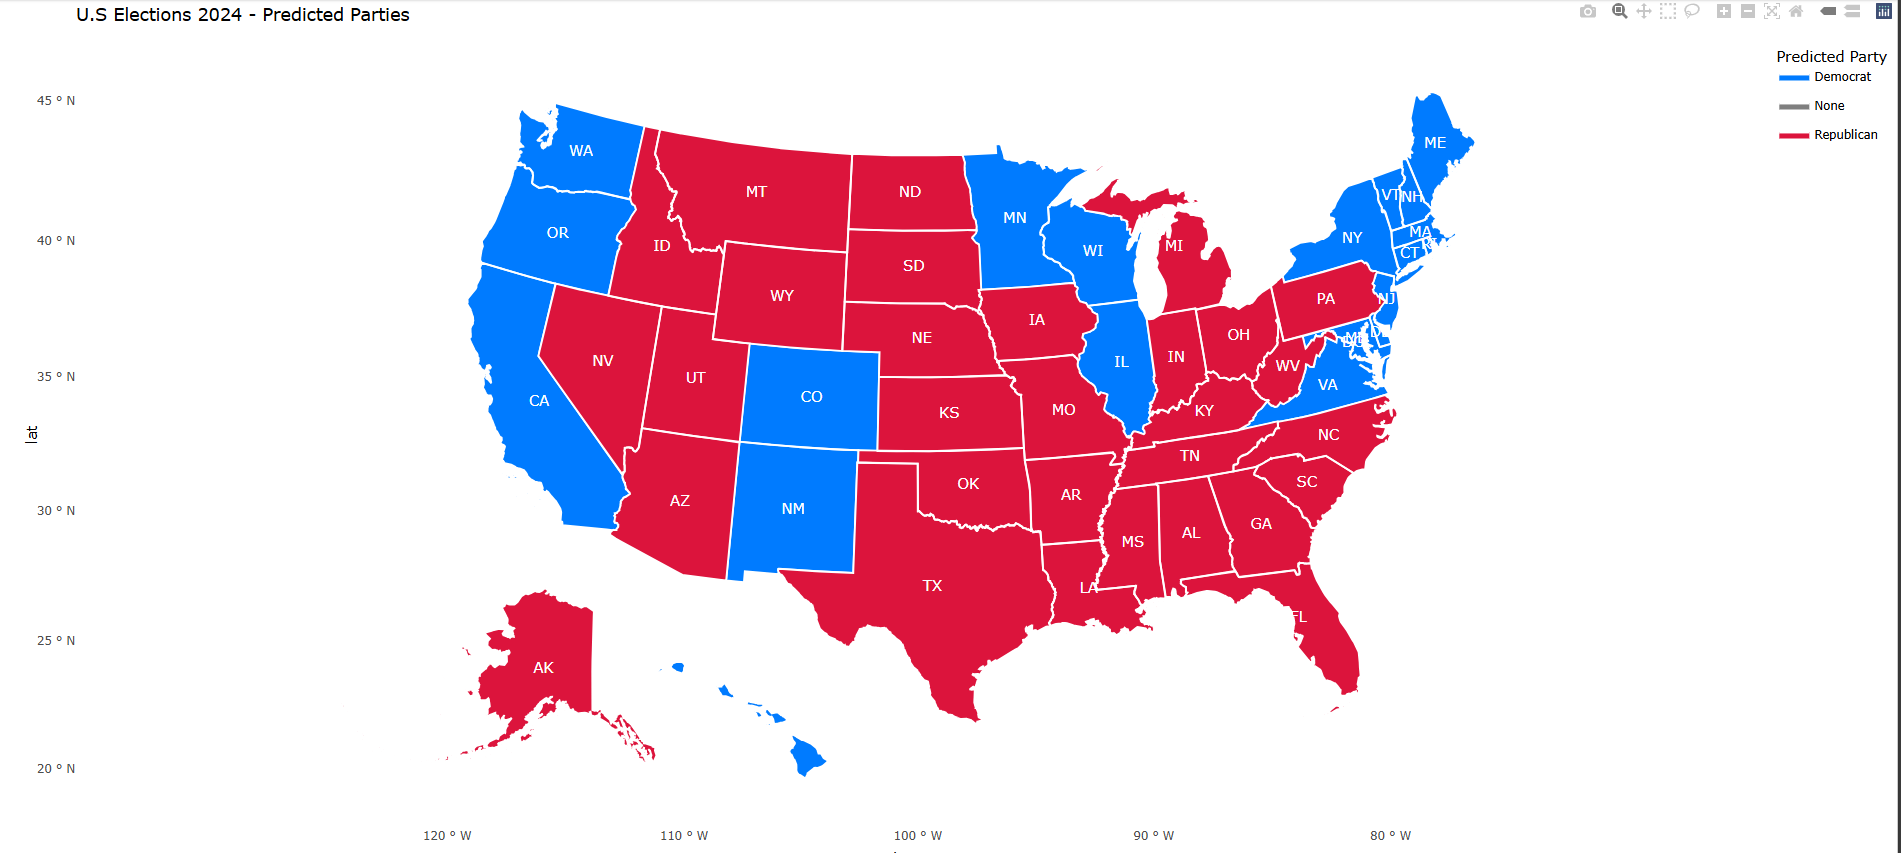 U.S Elections 2024 - Predicted Parties
Predicted Party
Democrat
None
Republican
45 ° N
40 ° N
35 ° N
30 ° N
25 ° N
20 ° N
lat
120 ° W
110 ° W
100 ° W
90 ° W
80 ° W
WA
ME
MT
ND
VT
NH
MN
OR
MA
NY
ID
MI
WI
CT
SD
WY
PA
NJ
IA
OH
NE
NV
IN
IL
WV
UT
VA
CO
CA
MO
KY
KS
NC
TN
OK
SC
AR
AZ
NM
GA
AL
MS
TX
LA
FL
AK